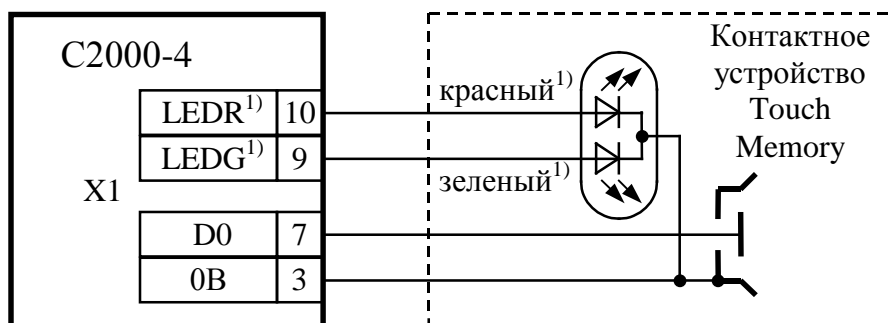 С2000-4
Контактное
устройство
Touch
Memory
красный¹⁾
LEDR¹⁾ 10
LEDG¹⁾ 9
зеленый¹⁾
X1
D0 7
0В 3